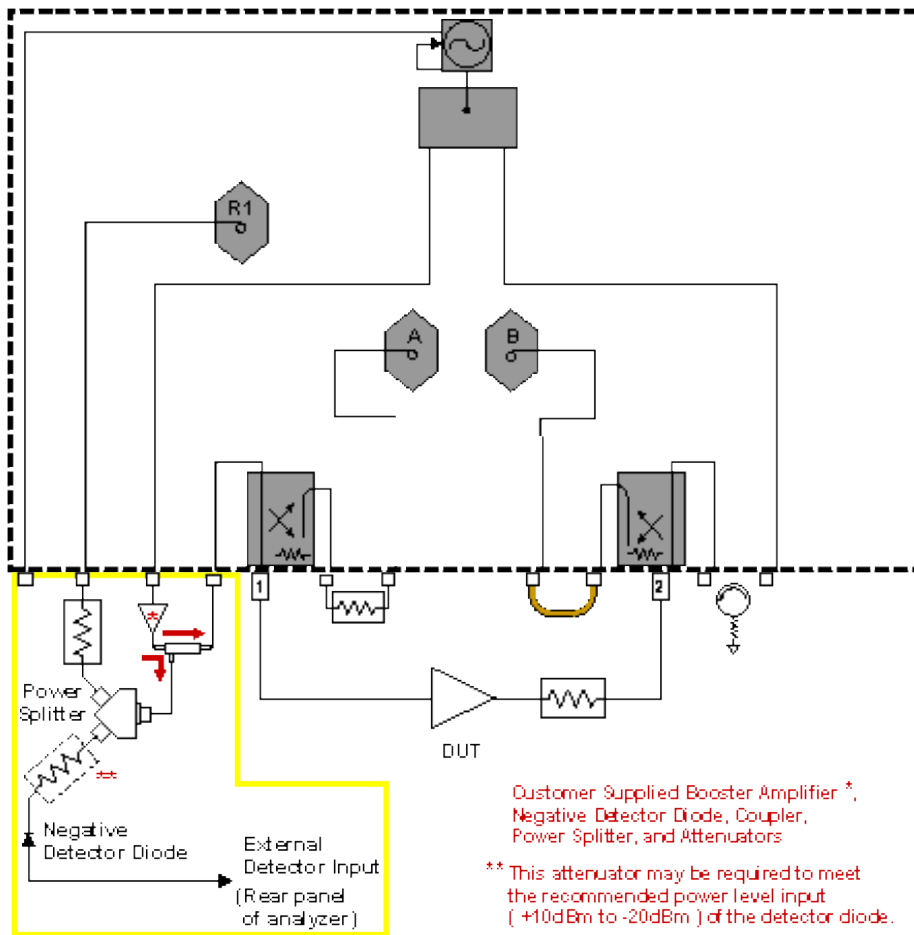 R1
A
B
1
2
*
Power
Splitter
**
DUT
Negative
Detector Diode
External
Detector Input
(Rear panel
of analyzer)
Customer Supplied Booster Amplifier *,
Negative Detector Diode, Coupler,
Power Splitter, and Attenuators
** This attenuator may be required to meet
the recommended power level input
( +10dBm to -20dBm ) of the detector diode.